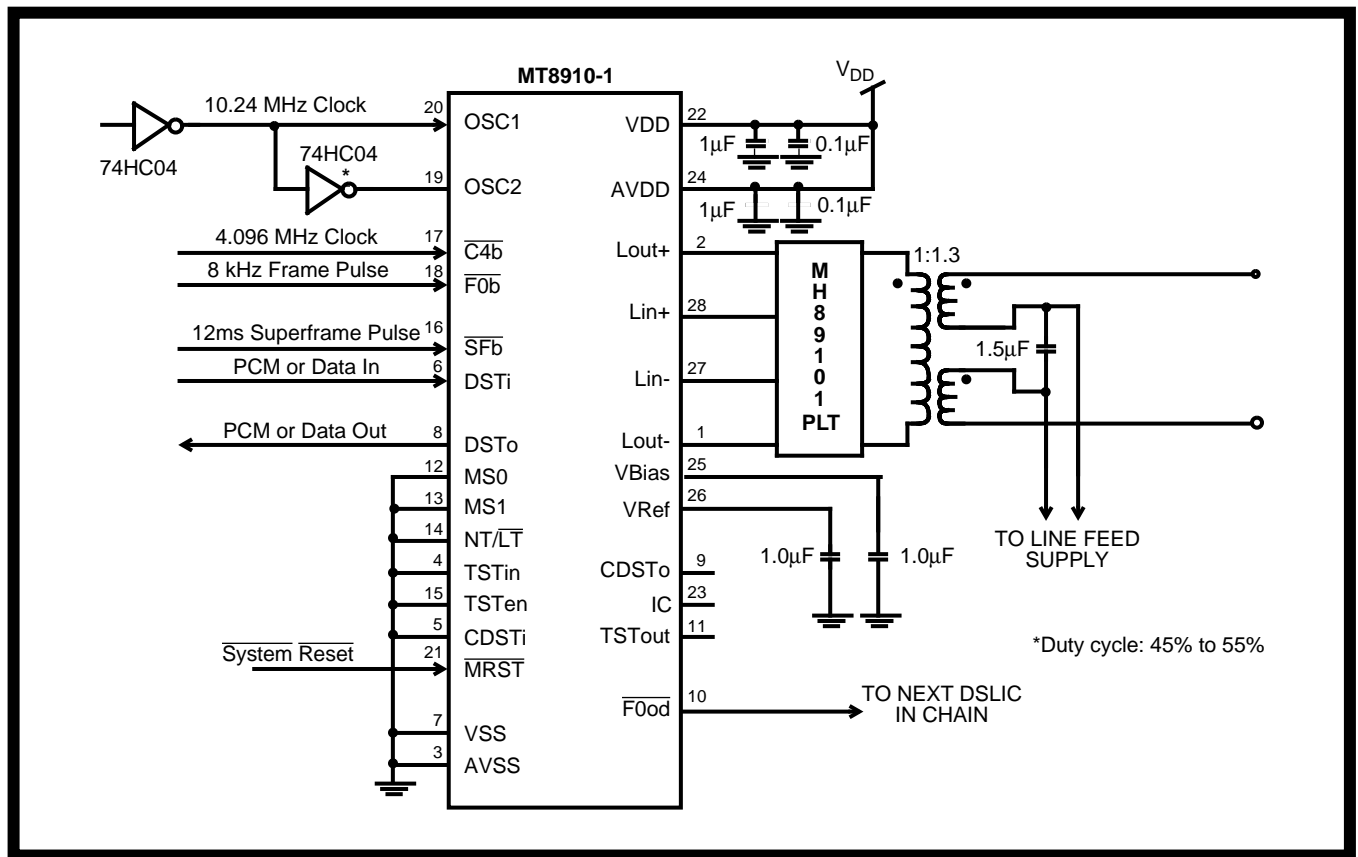 MT8910-1
V_DD
10.24 MHz Clock
20
OSC1
VDD
22
1μF
0.1μF
74HC04
74HC04
*
19
OSC2
AVDD
24
1μF
0.1μF
4.096 MHz Clock
17
C4b
Lout+
2
1:1.3
8 kHz Frame Pulse
18
F0b
M
H
8
9
1
0
1
PLT
Lin+
28
12ms Superframe Pulse
16
SFb
1.5μF
PCM or Data In
6
DSTi
Lin-
27
PCM or Data Out
8
DSTo
Lout-
1
12
MS0
VBias
25
13
MS1
VRef
26
14
NT/LT
TO LINE FEED
SUPPLY
1.0μF
1.0μF
4
TSTin
CDSTo
9
15
TSTen
IC
23
5
CDSTi
TSTout
11
*Duty cycle: 45% to 55%
System Reset
21
MRST
F0od
10
TO NEXT DSLIC
IN CHAIN
7
VSS
3
AVSS